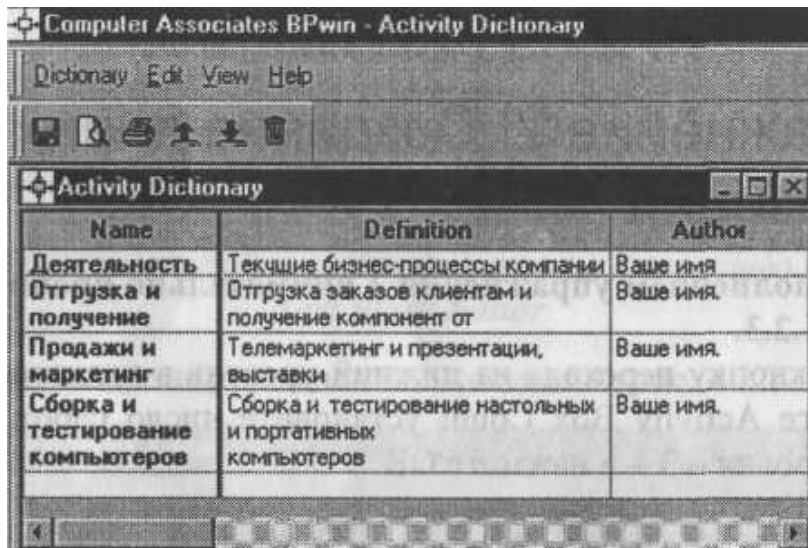 Computer Associates BPwin - Activity Dictionary
Dictionary Edit View Help
Activity Dictionary
Name Definition Author
Деятельность Текущие бизнес-процессы компании Ваше имя
Отгрузка и Отгрузка заказов клиентам и Ваше имя.
получение получение компонент от
Продажи и Телемаркетинг и презентации, Ваше имя.
маркетинг выставки
Сборка и Сборка и тестирование настольных Ваше имя.
тестирование и портативных
компьютеров компьютеров